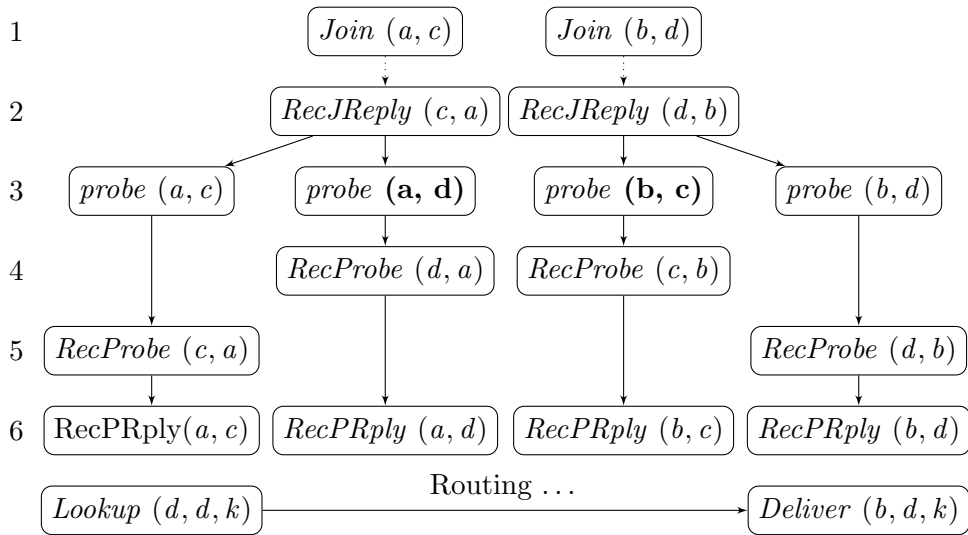 1 Join (a, c) Join (b, d)
2 RecJReply (c, a) RecJReply (d, b)
3 probe (a, c) probe (a, d) probe (b, c) probe (b, d)
4 RecProbe (d, a) RecProbe (c, b)
5 RecProbe (c, a) RecProbe (d, b)
6 RecPRply(a, c) RecPRply (a, d) RecPRply (b, c) RecPRply (b, d)
Routing …
Lookup (d, d, k) Deliver (b, d, k)